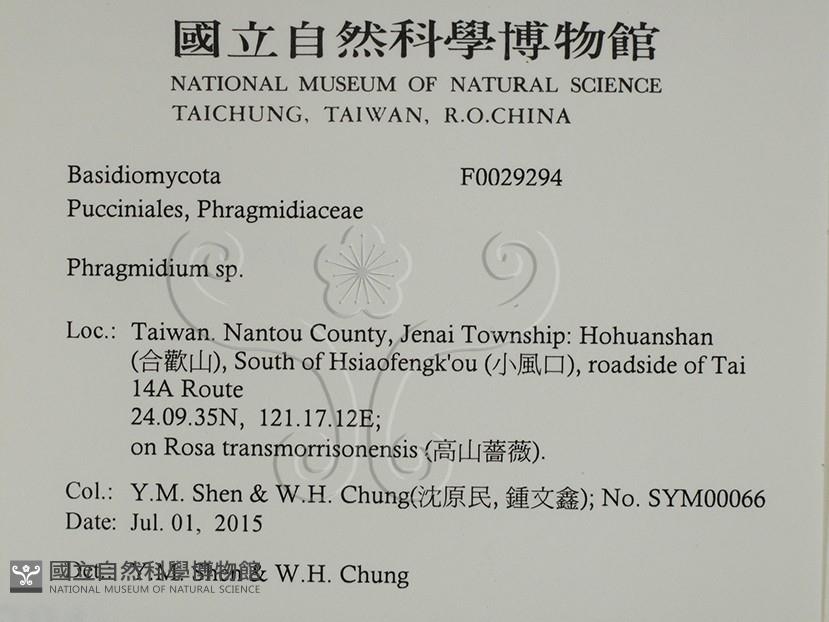 國立自然科學博物館
NATIONAL MUSEUM OF NATURAL SCIENCE
TAICHUNG, TAIWAN, R.O.CHINA
Basidiomycota F0029294
Pucciniales, Phragmidiaceae
Phragmidium sp.
Loc.: Taiwan. Nantou County, Jenai Township: Hohuanshan
(合歡山), South of Hsiaofengk'ou (小風口), roadside of Tai
14A Route
24.09.35N, 121.17.12E;
on Rosa transmorrisonensis (高山薔薇).
Col.: Y.M. Shen & W.H. Chung(沈原民, 鍾文鑫); No. SYM00066
Date: Jul. 01, 2015
Det.: Y.M. Shen & W.H. Chung
國立自然科學博物館
NATIONAL MUSEUM OF NATURAL SCIENCE